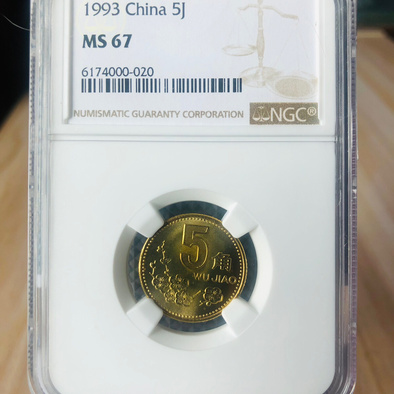 1993 China 5J
MS 67
6174000-020
NUMISMATIC GUARANTY CORPORATION
NGC®
5角
WU JIAO